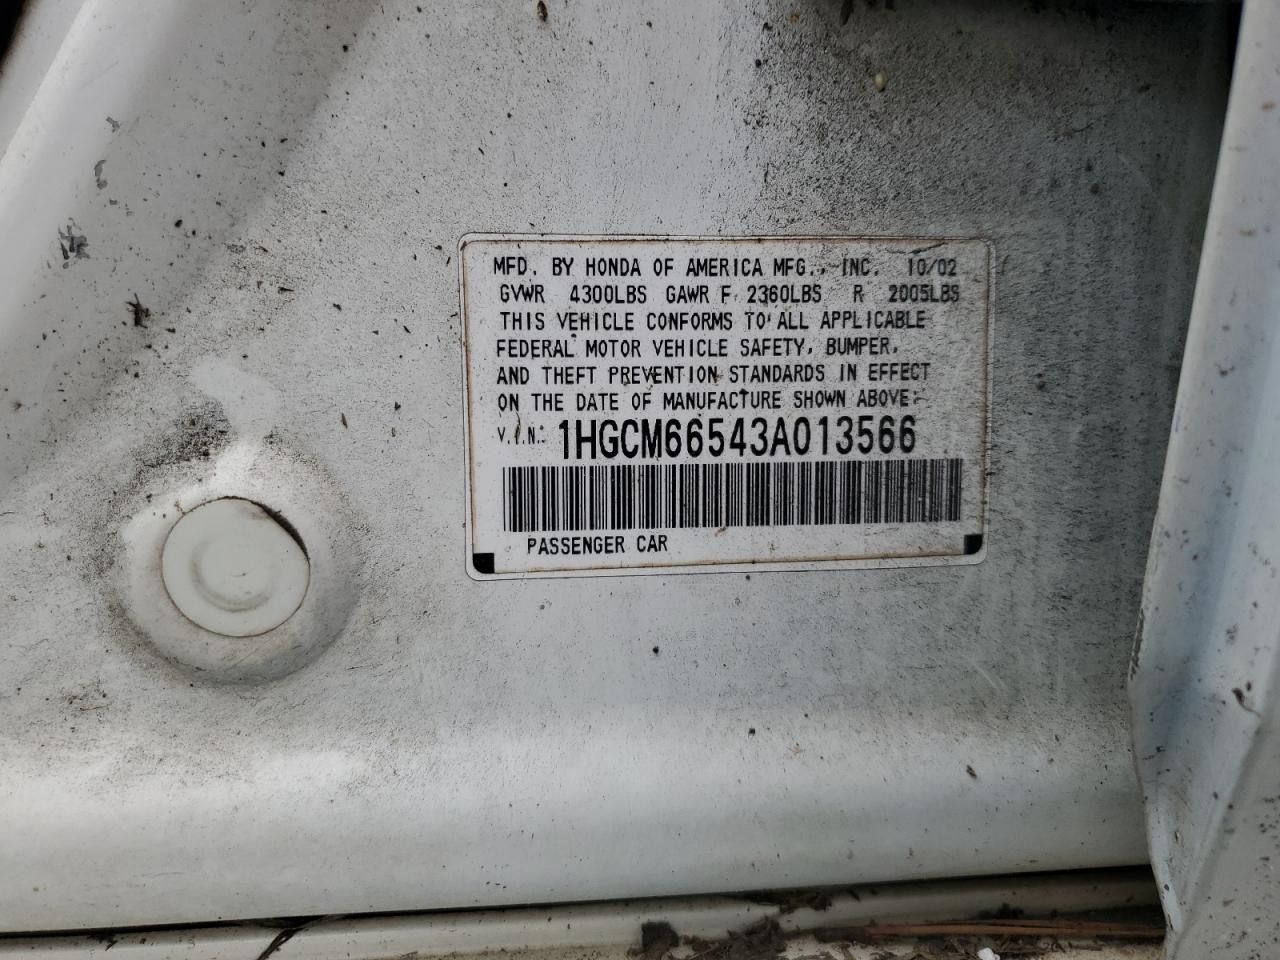 MFD. BY HONDA OF AMERICA MFG., INC. 10/02
GVWR 4300LBS GAWR F 2360LBS R 2005LBS
THIS VEHICLE CONFORMS TO ALL APPLICABLE
FEDERAL MOTOR VEHICLE SAFETY, BUMPER,
AND THEFT PREVENTION STANDARDS IN EFFECT
ON THE DATE OF MANUFACTURE SHOWN ABOVE.
V.I.N.: 1HGCM66543A013566
PASSENGER CAR